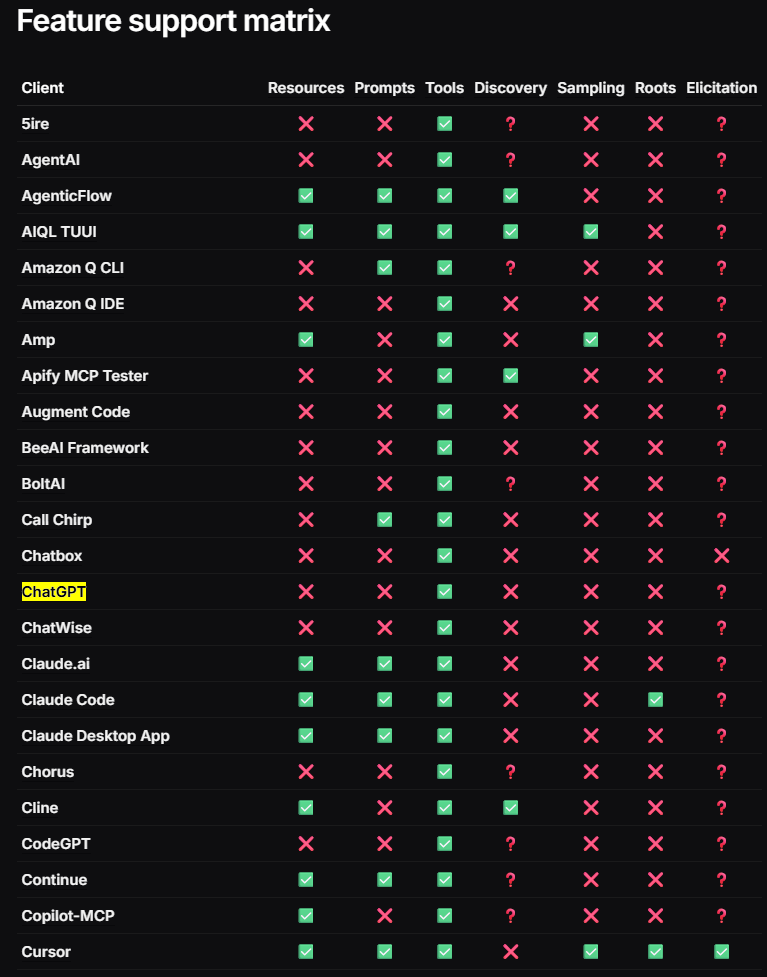 Feature support matrix
Client Resources Prompts Tools Discovery Sampling Roots Elicitation
5ire ❌ ❌ ✅ ❓ ❌ ❌ ❓
AgentAI ❌ ❌ ✅ ❓ ❌ ❌ ❓
AgenticFlow ✅ ✅ ✅ ✅ ❌ ❌ ❓
AIQL TUUI ✅ ✅ ✅ ✅ ✅ ❌ ❓
Amazon Q CLI ❌ ✅ ✅ ❓ ❌ ❌ ❓
Amazon Q IDE ❌ ❌ ✅ ❌ ❌ ❌ ❓
Amp ✅ ❌ ✅ ❌ ✅ ❌ ❓
Apify MCP Tester ❌ ❌ ✅ ✅ ❌ ❌ ❓
Augment Code ❌ ❌ ✅ ❌ ❌ ❌ ❓
BeeAI Framework ❌ ❌ ✅ ❌ ❌ ❌ ❓
BoltAI ❌ ❌ ✅ ❓ ❌ ❌ ❓
Call Chirp ❌ ✅ ✅ ❌ ❌ ❌ ❓
Chatbox ❌ ❌ ✅ ❌ ❌ ❌ ❌
ChatGPT ❌ ❌ ✅ ❌ ❌ ❌ ❓
ChatWise ❌ ❌ ✅ ❌ ❌ ❌ ❓
Claude.ai ✅ ✅ ✅ ❌ ❌ ❌ ❓
Claude Code ✅ ✅ ✅ ❌ ❌ ✅ ❓
Claude Desktop App ✅ ✅ ✅ ❌ ❌ ❌ ❓
Chorus ❌ ❌ ✅ ❓ ❌ ❌ ❓
Cline ✅ ❌ ✅ ✅ ❌ ❌ ❓
CodeGPT ❌ ❌ ✅ ❓ ❌ ❌ ❓
Continue ✅ ✅ ✅ ❓ ❌ ❌ ❓
Copilot-MCP ✅ ❌ ✅ ❓ ❌ ❌ ❓
Cursor ✅ ✅ ✅ ❌ ✅ ✅ ✅